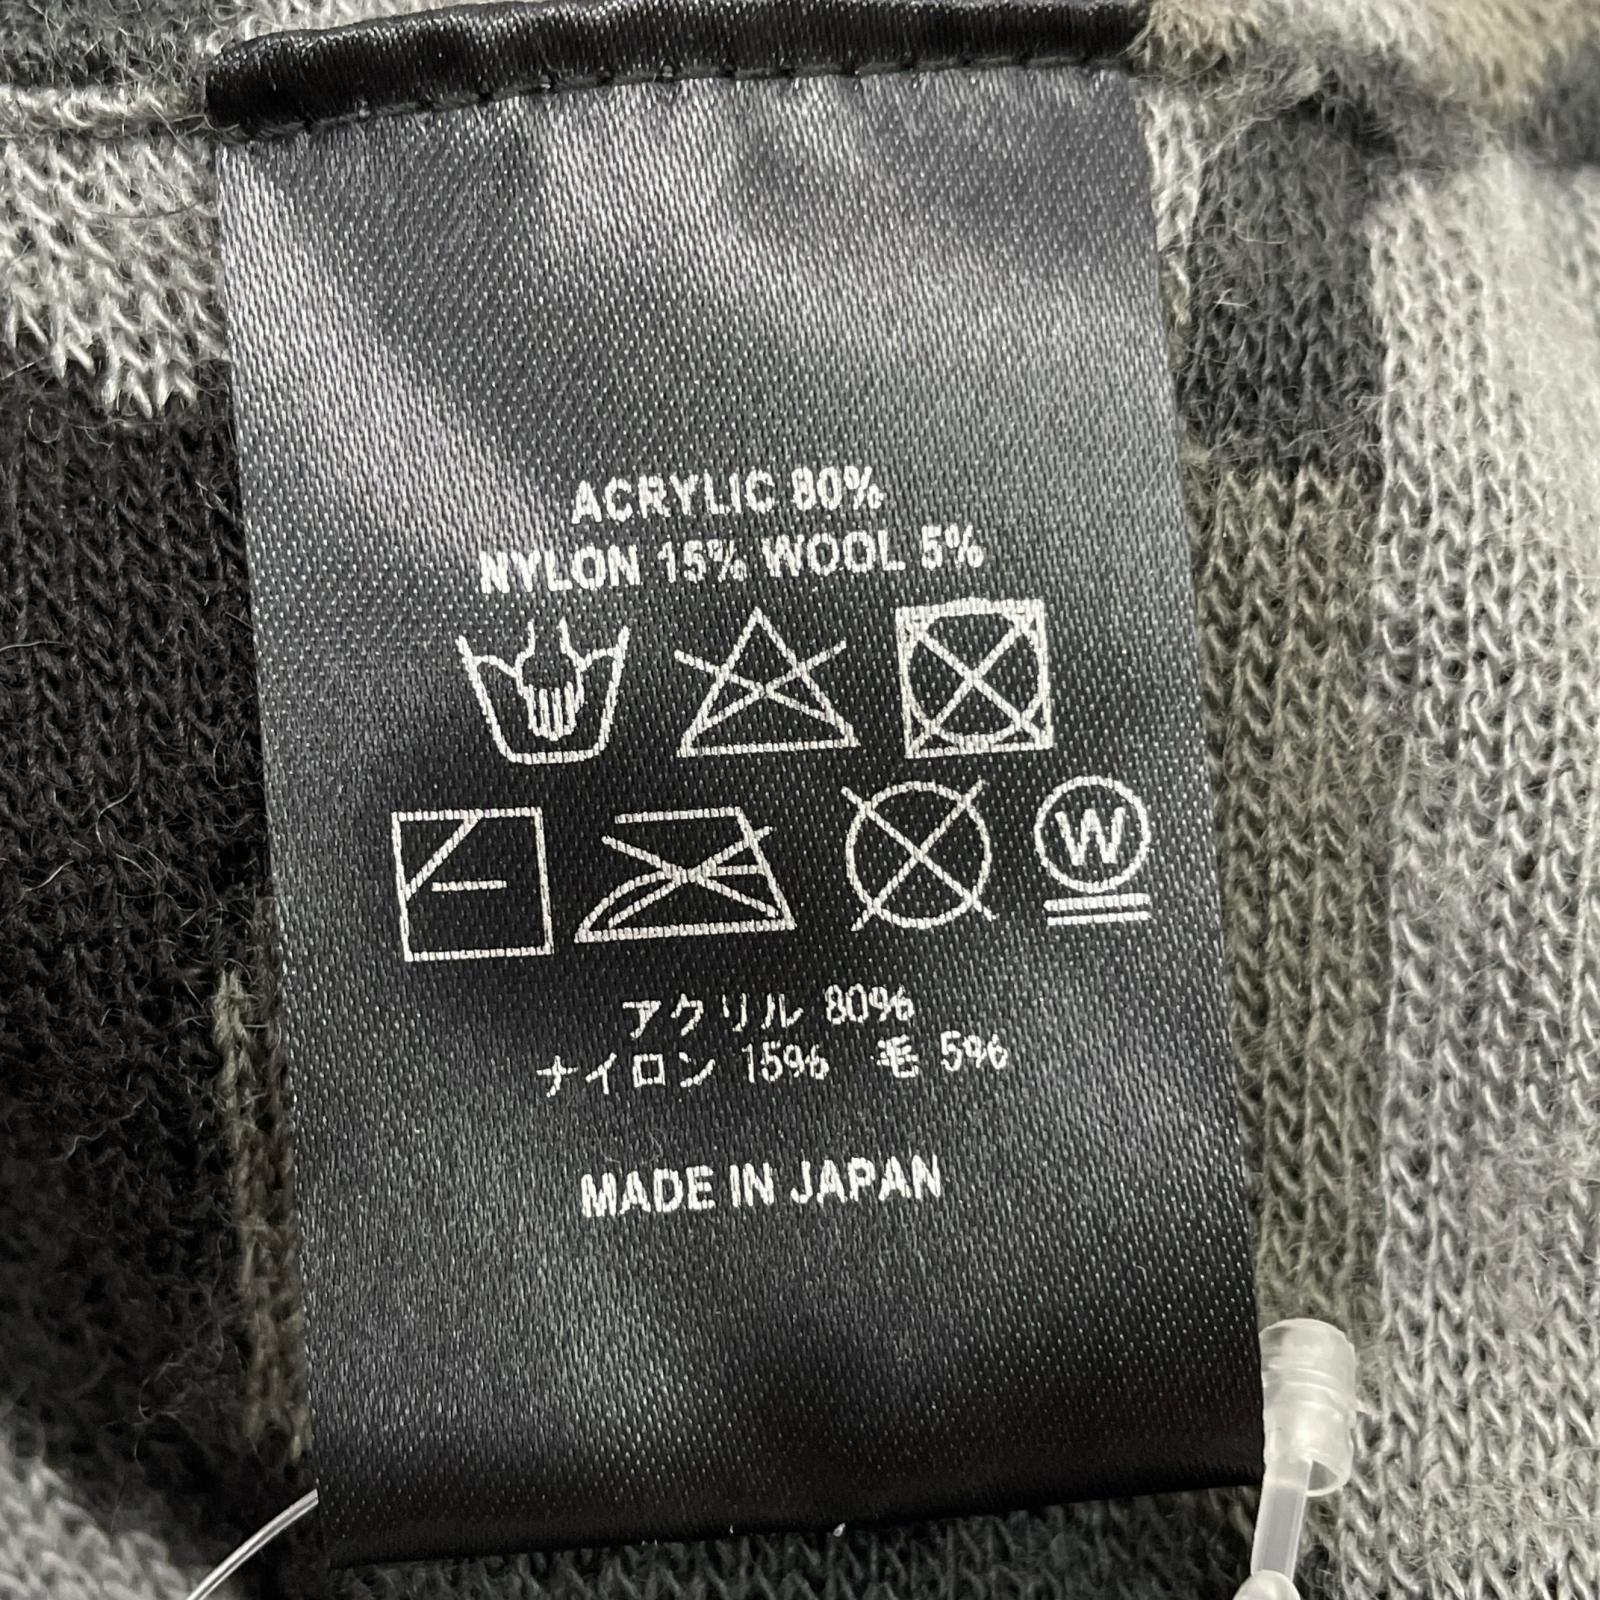 ACRYLIC 80%
NYLON 15% WOOL 5%
W
アクリル 80%
ナイロン 15% 毛 5%
MADE IN JAPAN